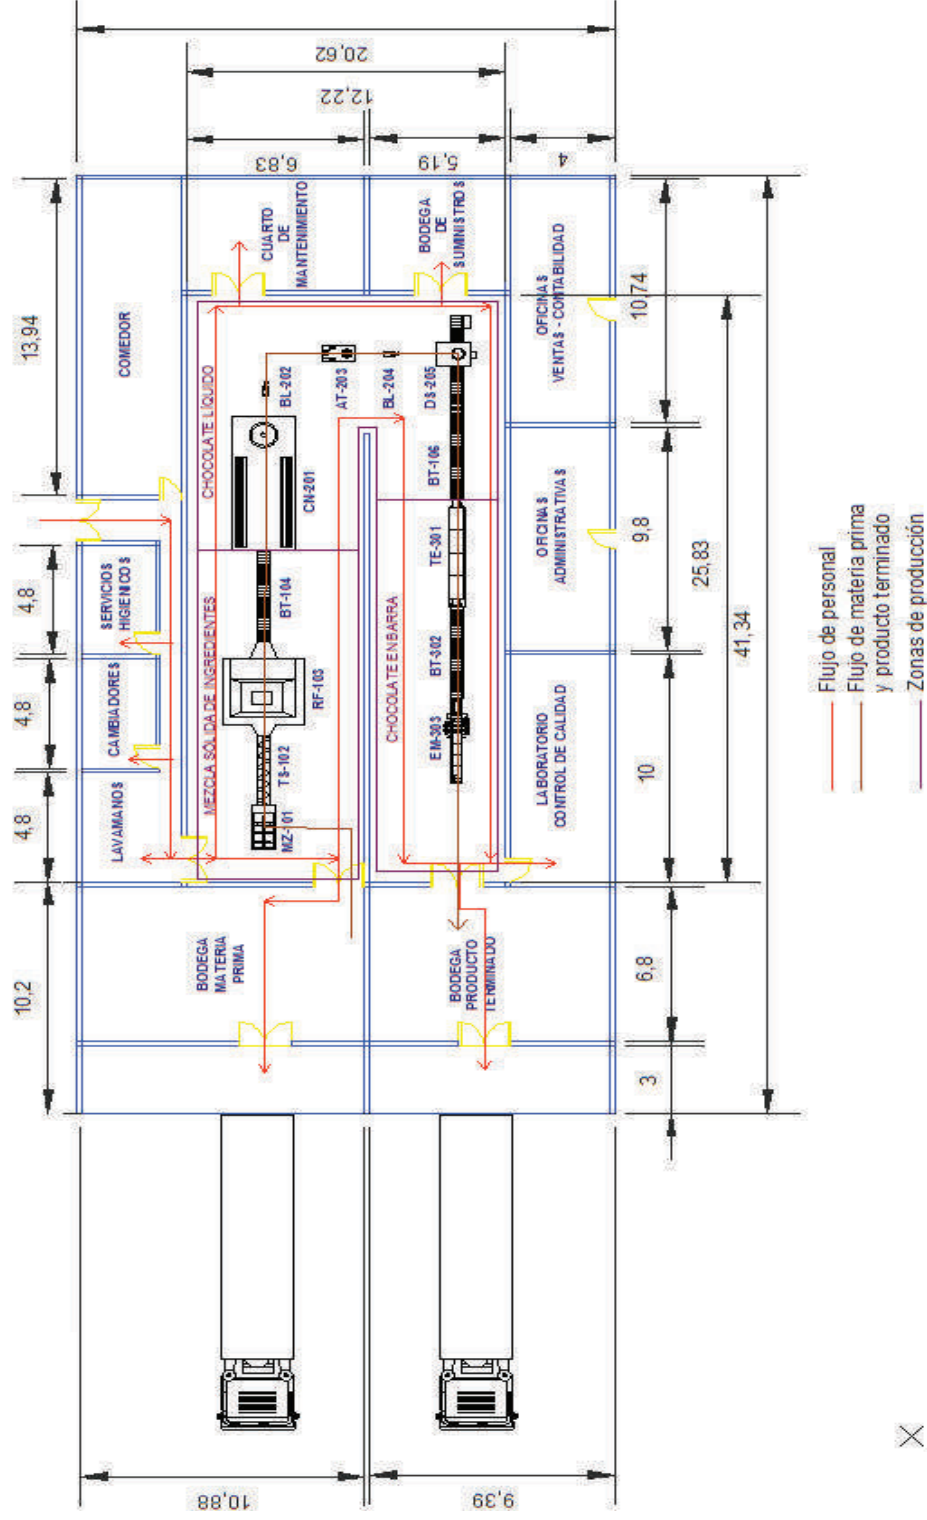 20,62
12,22
6,83
5,19
4
13,94
4,8
4,8
4,8
10,2
COMEDOR
SERVICIOS
HIGIENICOS
CAMBIADORES
LAVAMANOS
CUARTO
DE
MANTENIMIENTO
BODEGA
DE
SUMINISTROS
CHOCOLATE LÍQUIDO
MEZCLA SOLIDA DE INGREDIENTES
CHOCOLATE EN BARRA
BL-202
AT-203
BL-204
DS-205
CN-201
BT-104
RF-103
TS-102
MZ-101
BT-106
TE-301
BT-302
EM-303
BODEGA
MATERIA
PRIMA
BODEGA
PRODUCTO
TERMINADO
OFICINAS
VENTAS - CONTABILIDAD
OFICINAS
ADMINISTRATIVAS
LABORATORIO
CONTROL DE CALIDAD
10,74
9,8
10
6,8
3
25,83
41,34
10,88
9,39
Flujo de personal
Flujo de materia prima
y producto terminado
Zonas de producción
X